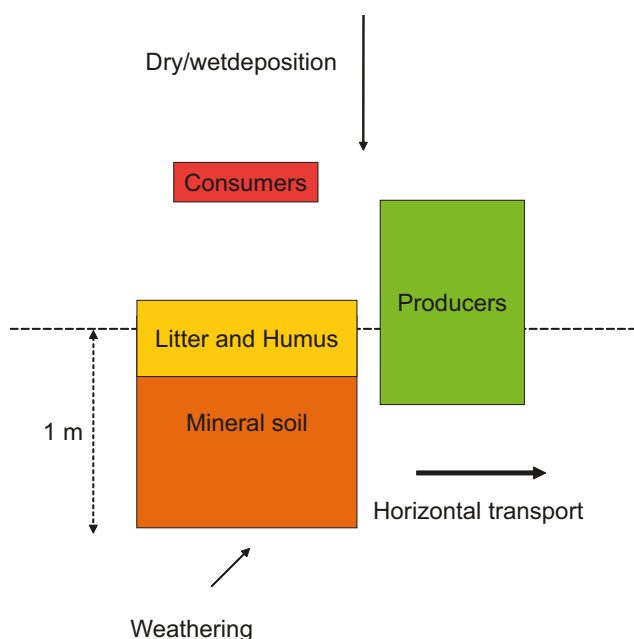 Dry/wetdeposition
Consumers
Producers
Litter and Humus
Mineral soil
1 m
Horizontal transport
Weathering